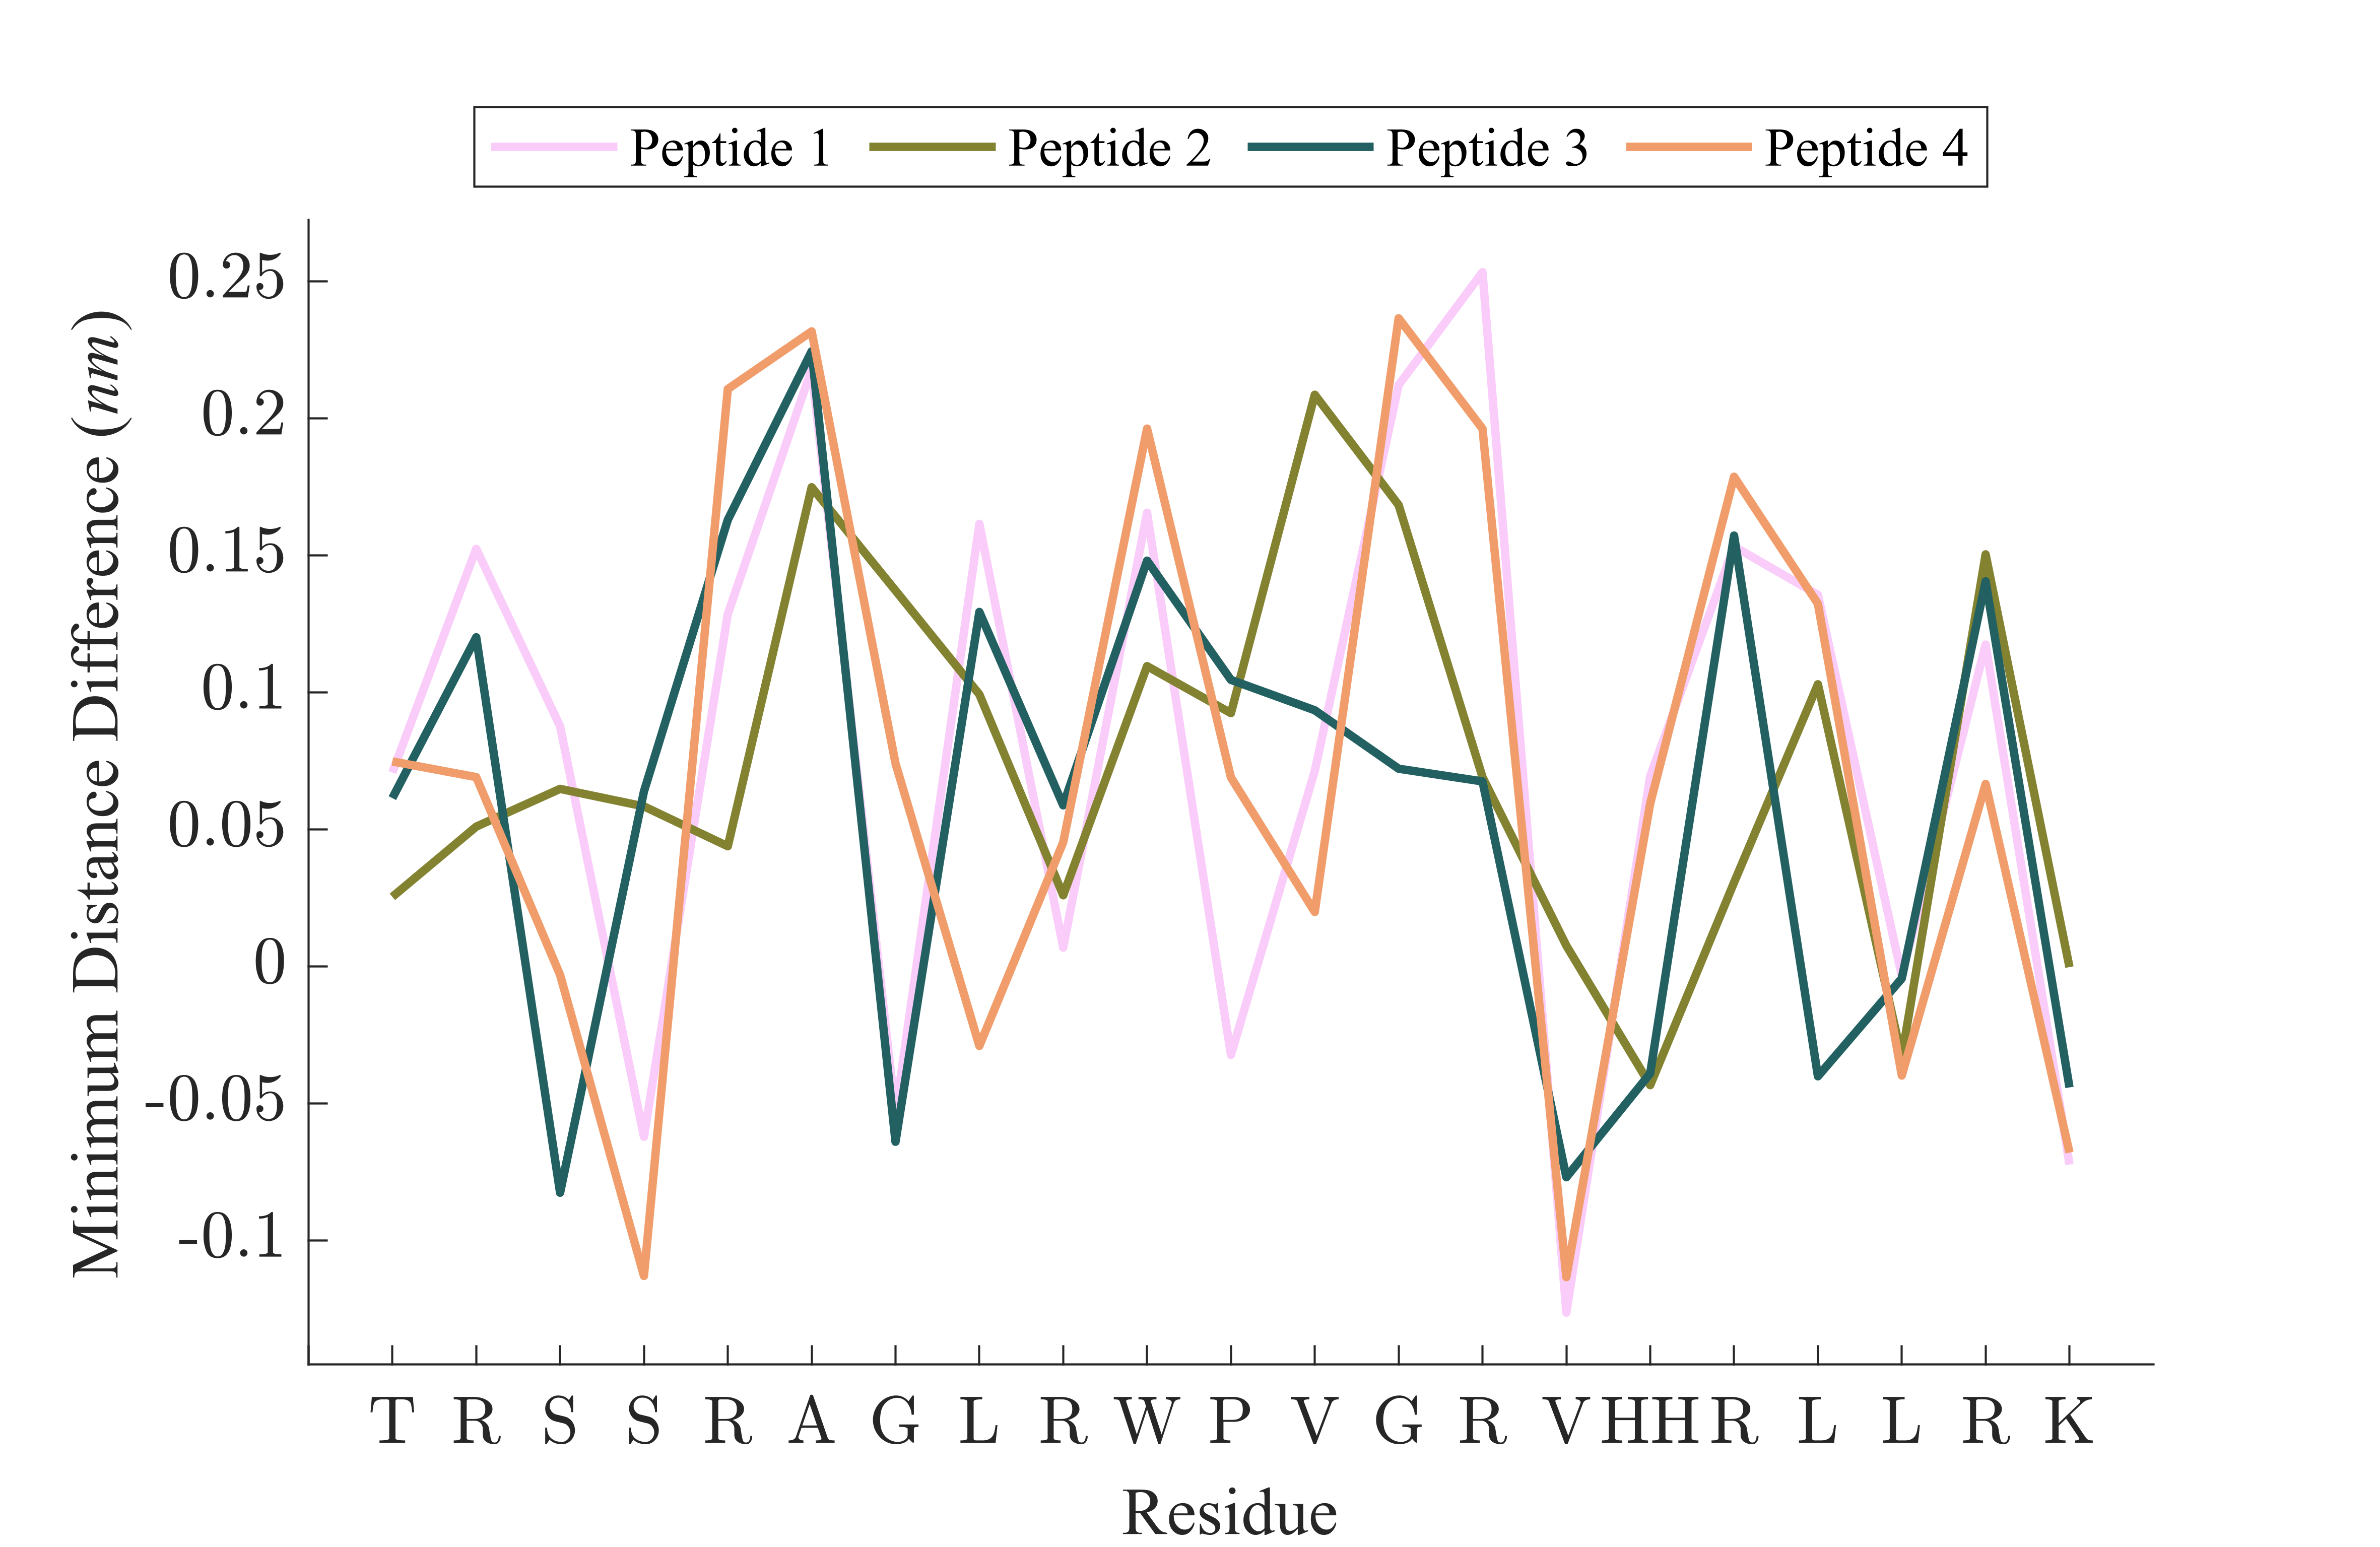 Peptide 1 Peptide 2 Peptide 3 Peptide 4
Minimum Distance Difference (nm)
0.25
0.2
0.15
0.1
0.05
0
-0.05
-0.1
T R S S R A G L R W P V G R V HH R L L R K
Residue